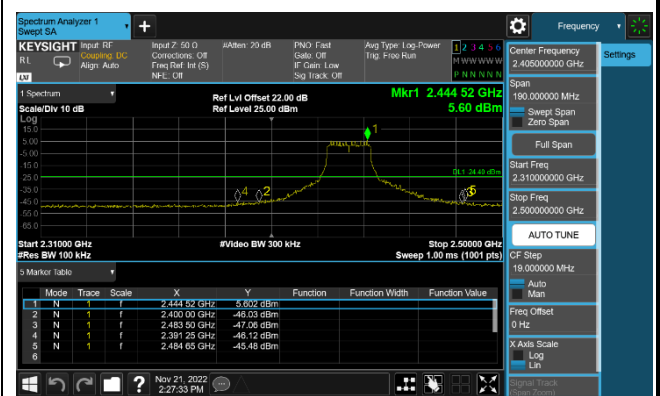 Spectrum Analyzer 1
Swept SA
+
Frequency
KEYSIGHT
RL
LXI
Input: RF
Coupling: DC
Align: Auto
Input Z: 50 Ω
Corrections: Off
Freq Ref: Int (S)
NFE: Off
#Atten: 20 dB
PNO: Fast
Gate: Off
IF Gain: Low
Sig Track: Off
Avg Type: Log-Power
Trig: Free Run
1 2 3 4 5 6
M W W W W W
P N N N N N
1 Spectrum
Scale/Div 10 dB
Ref Lvl Offset 22.00 dB
Ref Level 25.00 dBm
Mkr1 2.444 52 GHz
5.60 dBm
Log
15.0
5.00
-5.00
-15.0
-25.0
-35.0
-45.0
-55.0
-65.0
1
DL1 -24.40 dBm
4
2
Start 2.31000 GHz
#Res BW 100 kHz
#Video BW 300 kHz
Stop 2.50000 GHz
Sweep 1.00 ms (1001 pts)
5 Marker Table
Mode Trace Scale X Y Function Function Width Function Value
1 N 1 f 2.444 52 GHz 5.602 dBm
2 N 1 f 2.400 00 GHz -46.03 dBm
3 N 1 f 2.483 50 GHz -47.06 dBm
4 N 1 f 2.391 25 GHz -46.12 dBm
5 N 1 f 2.484 65 GHz -45.48 dBm
6
Nov 21, 2022
2:27:33 PM
?
Center Frequency
2.405000000 GHz
Settings
Span
190.000000 MHz
Swept Span
Zero Span
Full Span
Start Freq
2.310000000 GHz
Stop Freq
2.500000000 GHz
AUTO TUNE
CF Step
19.000000 MHz
Auto
Man
Freq Offset
0 Hz
X Axis Scale
Log
Lin
Signal Track
(Span Zoom)